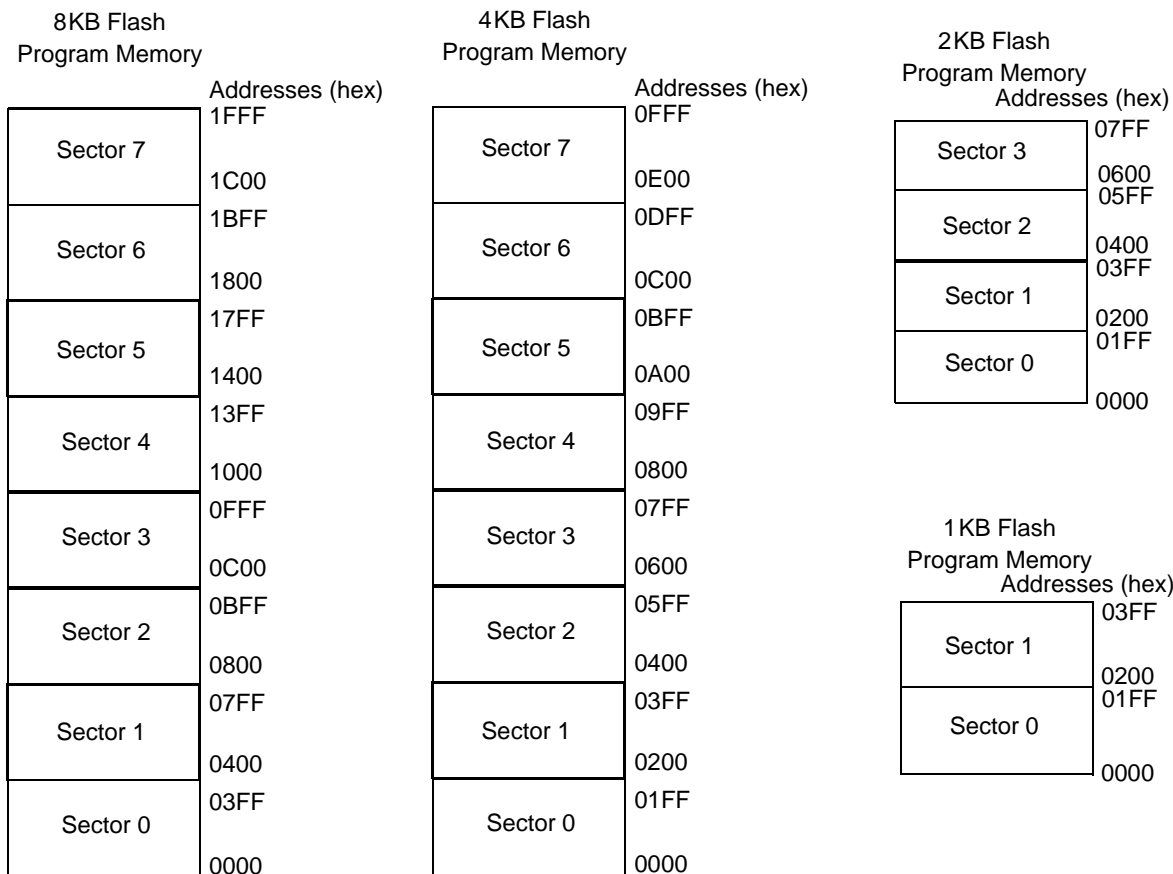 8KB Flash
Program Memory
Addresses (hex)
1FFF
Sector 7
1C00
1BFF
Sector 6
1800
17FF
Sector 5
1400
13FF
Sector 4
1000
0FFF
Sector 3
0C00
0BFF
Sector 2
0800
07FF
Sector 1
0400
03FF
Sector 0
0000
4KB Flash
Program Memory
Addresses (hex)
0FFF
Sector 7
0E00
0DFF
Sector 6
0C00
0BFF
Sector 5
0A00
09FF
Sector 4
0800
07FF
Sector 3
0600
05FF
Sector 2
0400
03FF
Sector 1
0200
01FF
Sector 0
0000
2KB Flash
Program Memory
Addresses (hex)
07FF
Sector 3
0600
05FF
Sector 2
0400
03FF
Sector 1
0200
01FF
Sector 0
0000
1KB Flash
Program Memory
Addresses (hex)
03FF
Sector 1
0200
01FF
Sector 0
0000